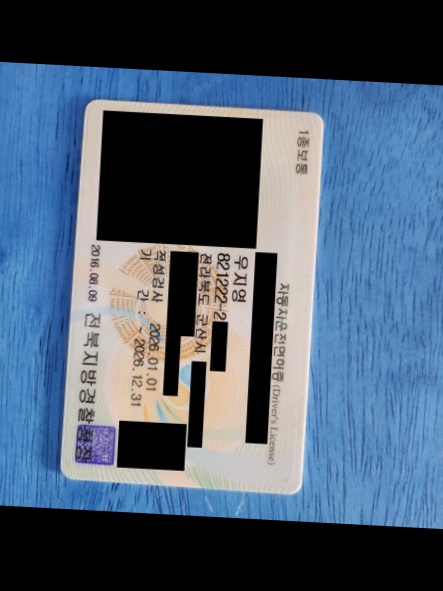 1종보통
자동차운전면허증 (Driver's License)
우지영
821222-2
전라북도 군산시
적성검사
기 간 : 2026.01.01
~ 2026.12.31
2016.08.09 전북지방경찰청장